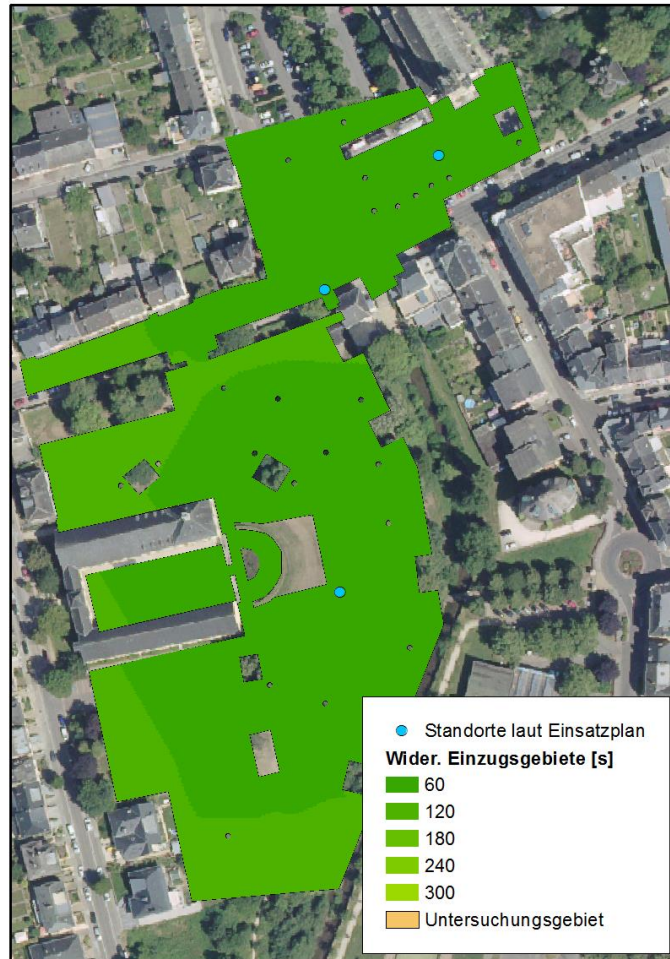 Standorte laut Einsatzplan
Wider. Einzugsgebiete [s]
60
120
180
240
300
Untersuchungsgebiet